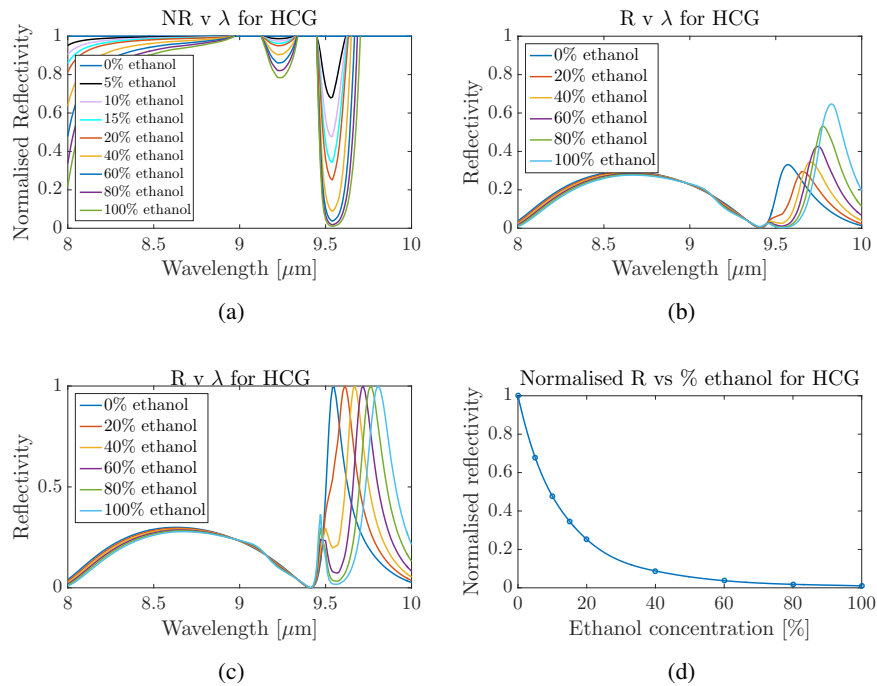 NR v λ for HCG
Normalised Reflectivity
1
0.8
0.6
0.4
0.2
0
0% ethanol
5% ethanol
10% ethanol
15% ethanol
20% ethanol
40% ethanol
60% ethanol
80% ethanol
100% ethanol
8 8.5 9 9.5 10
Wavelength [μm]
(a)
R v λ for HCG
Reflectivity
1
0.8
0.6
0.4
0.2
0
0% ethanol
20% ethanol
40% ethanol
60% ethanol
80% ethanol
100% ethanol
8 8.5 9 9.5 10
Wavelength [μm]
(b)
R v λ for HCG
Reflectivity
1
0.5
0
0% ethanol
20% ethanol
40% ethanol
60% ethanol
80% ethanol
100% ethanol
8 8.5 9 9.5 10
Wavelength [μm]
(c)
Normalised R vs % ethanol for HCG
Normalised reflectivity
1
0.8
0.6
0.4
0.2
0
0 20 40 60 80 100
Ethanol concentration [%]
(d)